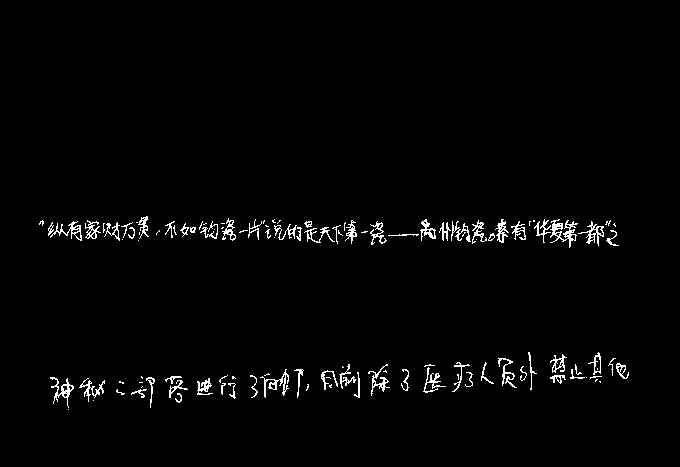 “纵有家财万贯，不如钧瓷一片”说的是天下第一瓷——禹州钧瓷。素有“华夏第一都”之
神秘之部落进行了，目前除了医疗人员外禁止其他